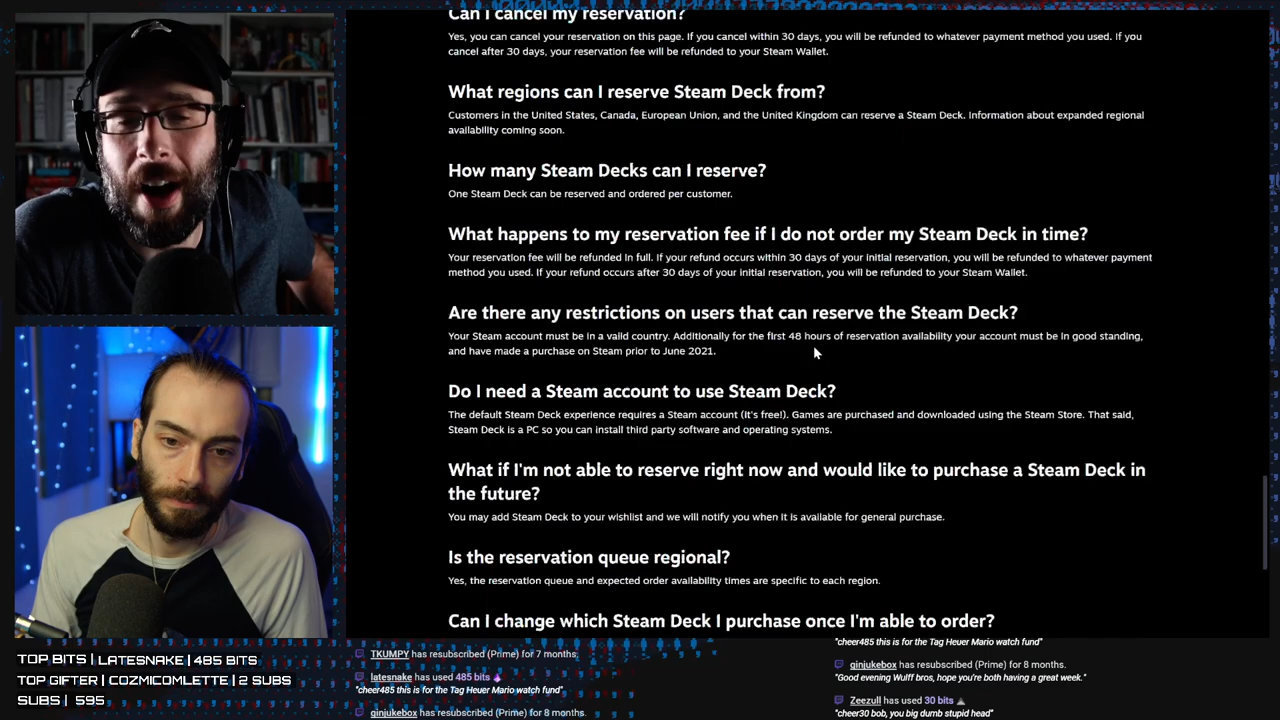 Can I cancel my reservation?
Yes, you can cancel your reservation on this page. If you cancel within 30 days, you will be refunded to whatever payment method you used. If you
cancel after 30 days, your reservation fee will be refunded to your Steam Wallet.
What regions can I reserve Steam Deck from?
Customers in the United States, Canada, European Union, and the United Kingdom can reserve a Steam Deck. Information about expanded regional
availability coming soon.
How many Steam Decks can I reserve?
One Steam Deck can be reserved and ordered per customer.
What happens to my reservation fee if I do not order my Steam Deck in time?
Your reservation fee will be refunded in full. If your refund occurs within 30 days of your initial reservation, you will be refunded to whatever payment
method you used. If your refund occurs after 30 days of your initial reservation, you will be refunded to your Steam Wallet.
Are there any restrictions on users that can reserve the Steam Deck?
Your Steam account must be in a valid country. Additionally for the first 48 hours of reservation availability your account must be in good standing,
and have made a purchase on Steam prior to June 2021.
Do I need a Steam account to use Steam Deck?
The default Steam Deck experience requires a Steam account (it's free!). Games are purchased and downloaded using the Steam Store. That said,
Steam Deck is a PC so you can install third party software and operating systems.
What if I'm not able to reserve right now and would like to purchase a Steam Deck in
the future?
You may add Steam Deck to your wishlist and we will notify you when it is available for general purchase.
Is the reservation queue regional?
Yes, the reservation queue and expected order availability times are specific to each region.
Can I change which Steam Deck I purchase once I'm able to order?
TOP BITS | LATESNAKE | 485 BITS
TOP GIFTER | COZMICOMLETTE | 2 SUBS
SUBS | 595
TKUMPY has resubscribed (Prime) for 7 months.
latesnake has used 485 bits
"cheer485 this is for the Tag Heuer Mario watch fund"
ginjukebox has resubscribed (Prime) for 8 months.
"cheer485 this is for the Tag Heuer Mario watch fund"
ginjukebox has resubscribed (Prime) for 8 months.
"Good evening Wulff bros, hope you're both having a great week."
Zeezull has used 30 bits
"cheer30 bob, you big dumb stupid head"